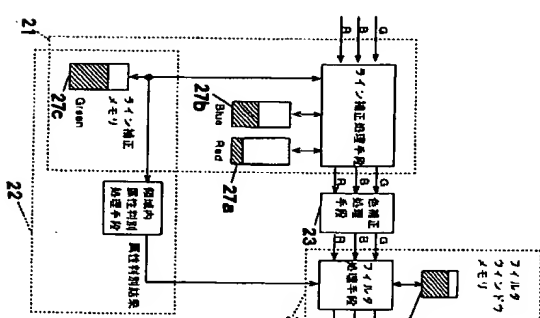 21
R
B
G
ライン補正処理手段
27b
Blue
27a
Red
27c
Green
ライン補正
メモリ
R
B
G
色補正
処理
手段
23
R
B
G
領域内
属性判別
処理手段
属性判別結果
22
フィルタ
処理手段
フィルタ
ウィンドウ
メモリ